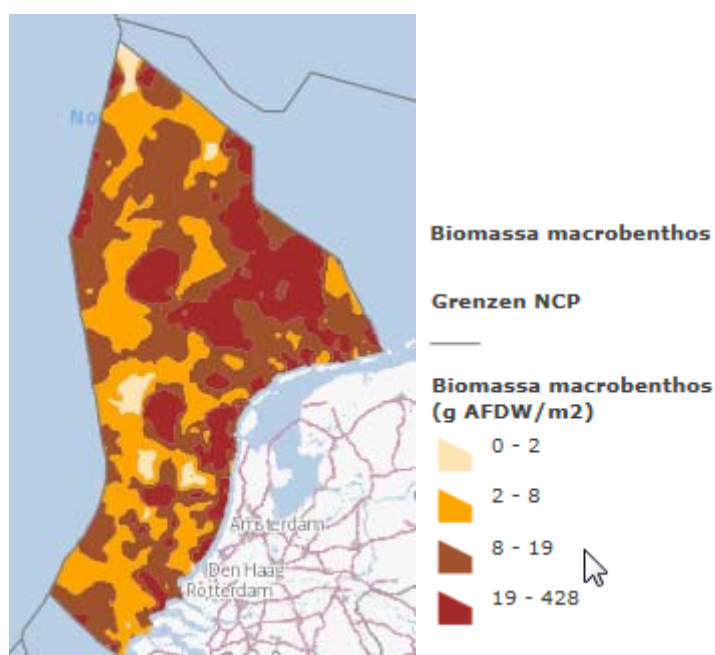 No
Amsterdam
Den Haag
Rotterdam
Biomassa macrobenthos
Grenzen NCP
Biomassa macrobenthos
(g AFDW/m2)
0 - 2
2 - 8
8 - 19
19 - 428